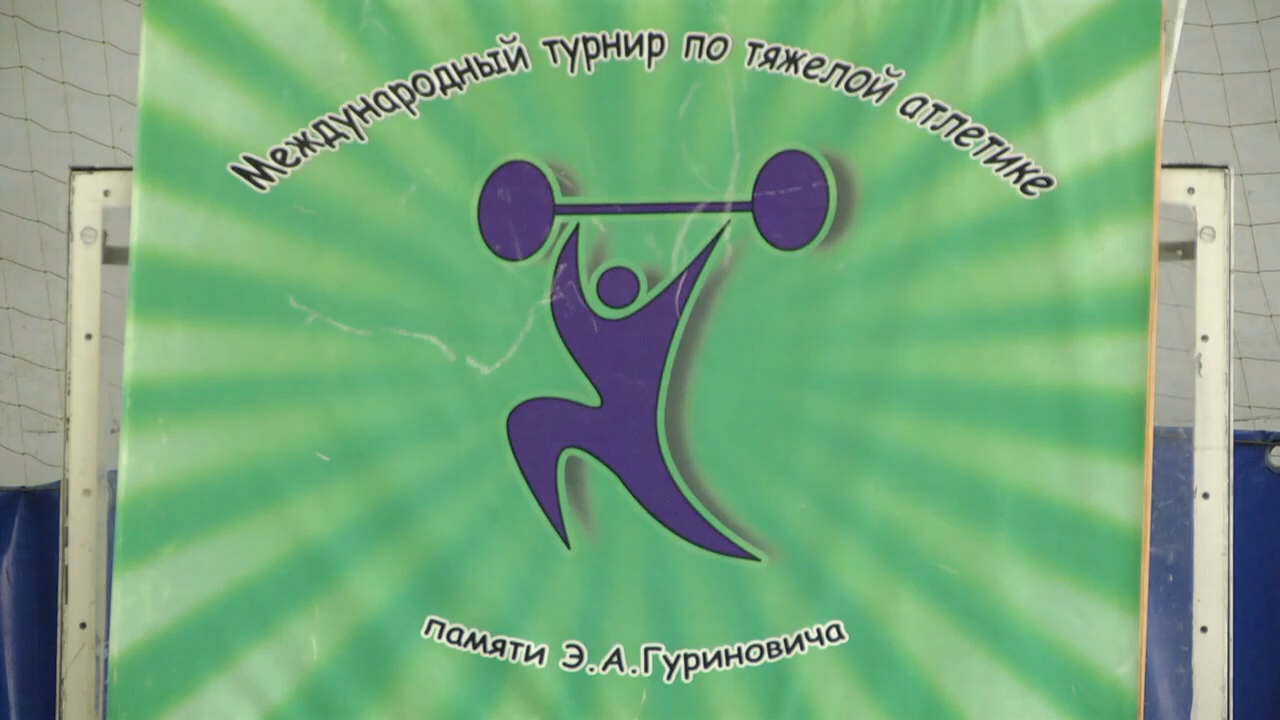 Международный турнир по тяжелой атлетике
памяти Э.А.Гуриновича